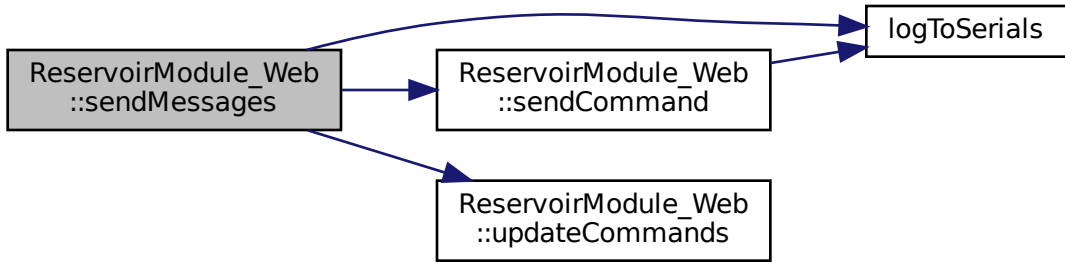 ReservoirModule_Web
::sendMessages
logToSerials
ReservoirModule_Web
::sendCommand
ReservoirModule_Web
::updateCommands